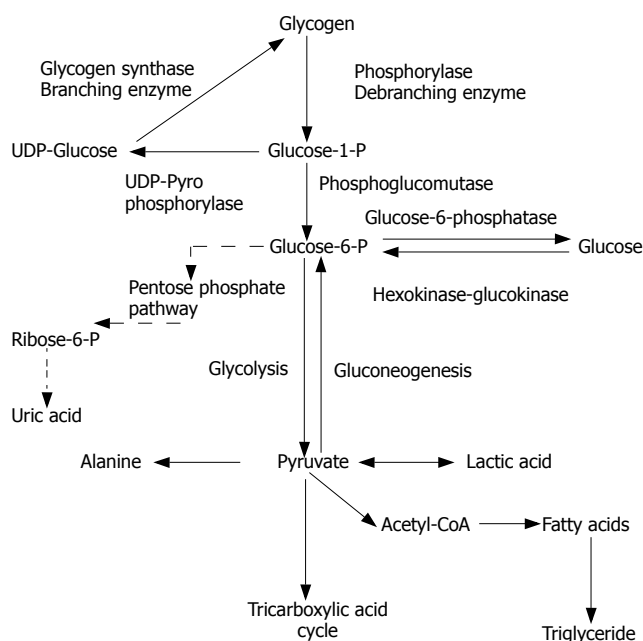 Glycogen
Glycogen synthase
Branching enzyme
Phosphorylase
Debranching enzyme
UDP-Glucose
Glucose-1-P
UDP-Pyro
phosphorylase
Phosphoglucomutase
Glucose-6-phosphatase
Glucose-6-P
Glucose
Pentose phosphate
pathway
Hexokinase-glucokinase
Ribose-6-P
Glycolysis
Gluconeogenesis
Uric acid
Alanine
Pyruvate
Lactic acid
Acetyl-CoA
Fatty acids
Tricarboxylic acid
cycle
Triglyceride